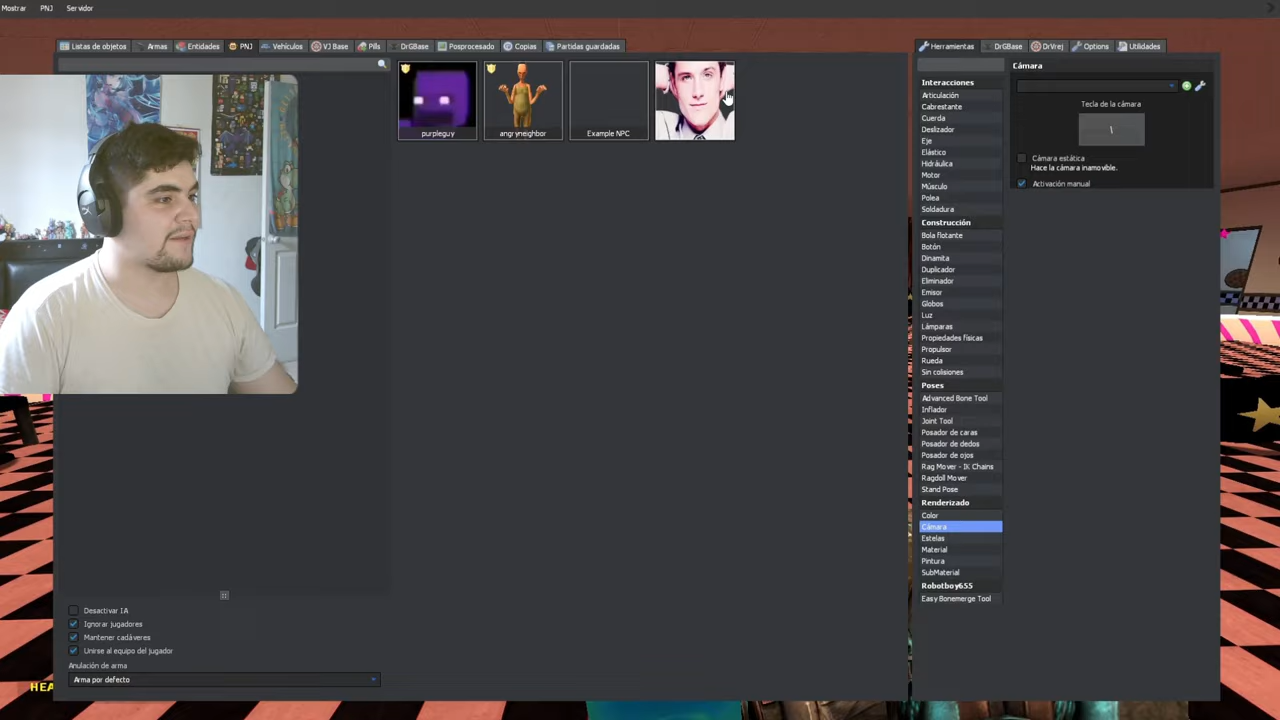 Mostrar PNJ Servidor
Listas de objetos Armas Entidades PNJ Vehículos VJ Base Pills DrGBase Posprocesado Copias Partidas guardadas
Herramientas DrGBase DrVrej Options Utilidades
purpleguy
angryneighbor
Example NPC
Interacciones
Articulación
Cabrestante
Cuerda
Deslizador
Eje
Elástico
Hidráulica
Motor
Músculo
Polea
Soldadura
Construcción
Bola flotante
Botón
Dinamita
Duplicador
Eliminador
Emisor
Globos
Luz
Lámparas
Propiedades físicas
Propulsor
Rueda
Sin colisiones
Poses
Advanced Bone Tool
Inflador
Joint Tool
Posador de caras
Posador de dedos
Posador de ojos
Rag Mover - IK Chains
Ragdoll Mover
Stand Pose
Renderizado
Color
Cámara
Estelas
Material
Pintura
SubMaterial
Robotboy655
Easy Bonemerge Tool
Cámara
Tecla de la cámara
\
Cámara estática
Hace la cámara inamovible.
Activación manual
Desactivar IA
Ignorar jugadores
Mantener cadáveres
Unirse al equipo del jugador
Anulación de arma
Arma por defecto
HEA